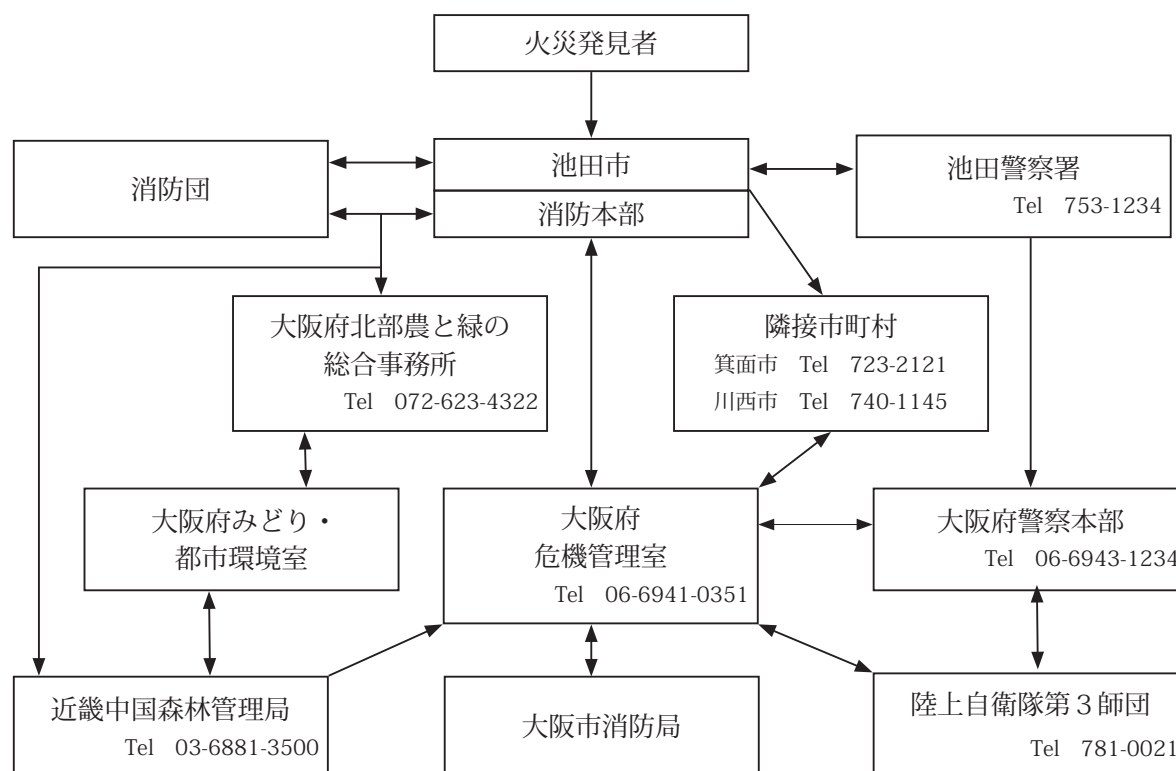 火災発見者
消防団
池田市
消防本部
池田警察署
Tel 753-1234
大阪府北部農と緑の
総合事務所
Tel 072-623-4322
隣接市町村
箕面市 Tel 723-2121
川西市 Tel 740-1145
大阪府みどり・
都市環境室
大阪府
危機管理室
Tel 06-6941-0351
大阪府警察本部
Tel 06-6943-1234
近畿中国森林管理局
Tel 03-6881-3500
大阪市消防局
陸上自衛隊第３師団
Tel 781-0021